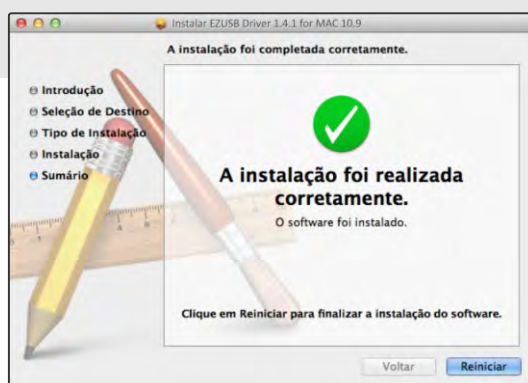 Instalar EZUSB Driver 1.4.1 for MAC 10.9
A instalação foi completada corretamente.
Introdução
Seleção de Destino
Tipo de Instalação
Instalação
Sumário
A instalação foi realizada
corretamente.
O software foi instalado.
Clique em Reiniciar para finalizar a instalação do software.
Voltar
Reiniciar